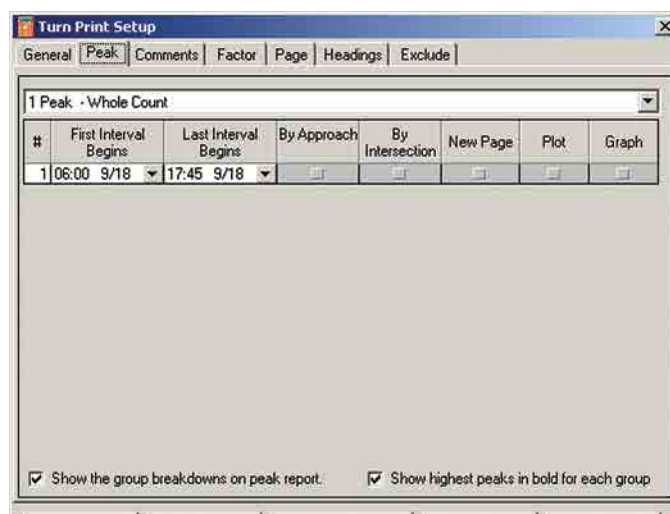 Turn Print Setup
General Peak Comments Factor Page Headings Exclude
1 Peak - Whole Count
# First Interval Begins Last Interval Begins By Approach By Intersection New Page Plot Graph
1 06:00 9/18 17:45 9/18
Show the group breakdowns on peak report. Show highest peaks in bold for each group